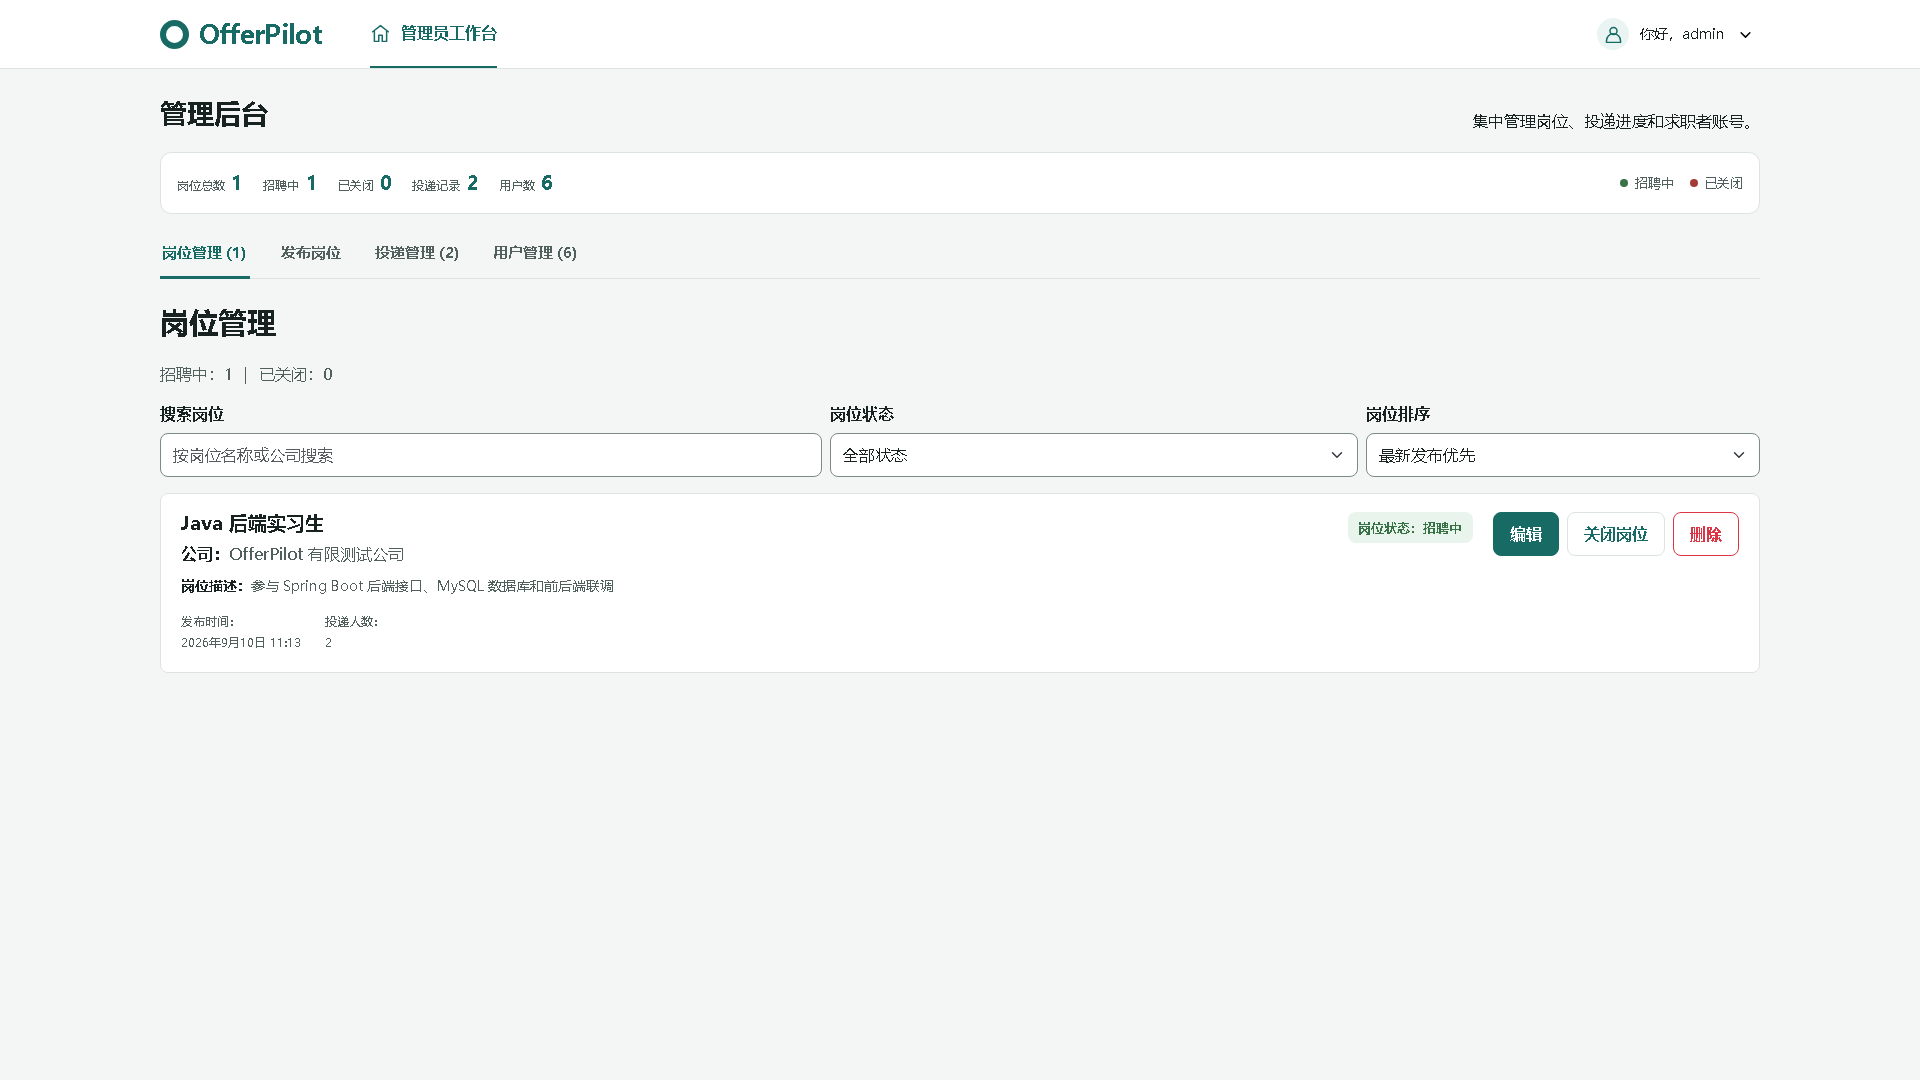 OfferPilot 管理员工作台 你好，admin
管理后台
集中管理岗位、投递进度和求职者账号。
岗位总数 1 招聘中 1 已关闭 0 投递记录 2 用户数 6 招聘中 已关闭
岗位管理 (1) 发布岗位 投递管理 (2) 用户管理 (6)
岗位管理
招聘中：1 | 已关闭：0
搜索岗位 岗位状态 岗位排序
按岗位名称或公司搜索 全部状态 最新发布优先
Java 后端实习生 岗位状态：招聘中 编辑 关闭岗位 删除
公司：OfferPilot 有限测试公司
岗位描述：参与 Spring Boot 后端接口、MySQL 数据库和前后端联调
发布时间： 投递人数：
2026年9月10日 11:13 2